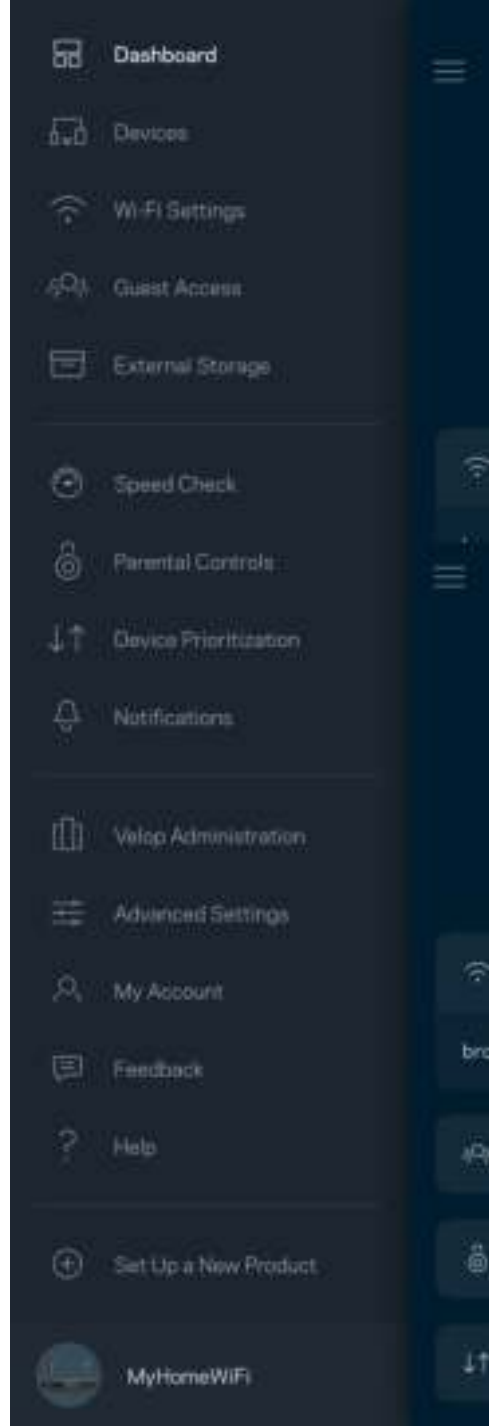 Dashboard
Devices
Wi-Fi Settings
Guest Access
External Storage
Speed Check
Parental Controls
Device Prioritization
Notifications
Velop Administration
Advanced Settings
My Account
Feedback
Help
Set Up a New Product
MyHomeWiFi
bro